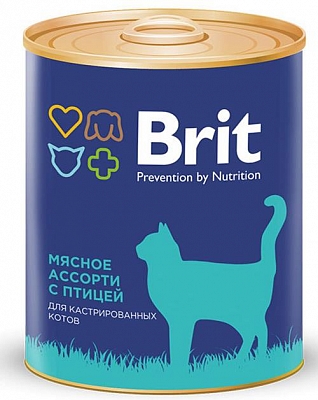 Brit
Prevention by Nutrition
МЯСНОЕ
АССОРТИ
С ПТИЦЕЙ
ДЛЯ КАСТРИРОВАННЫХ
КОТОВ